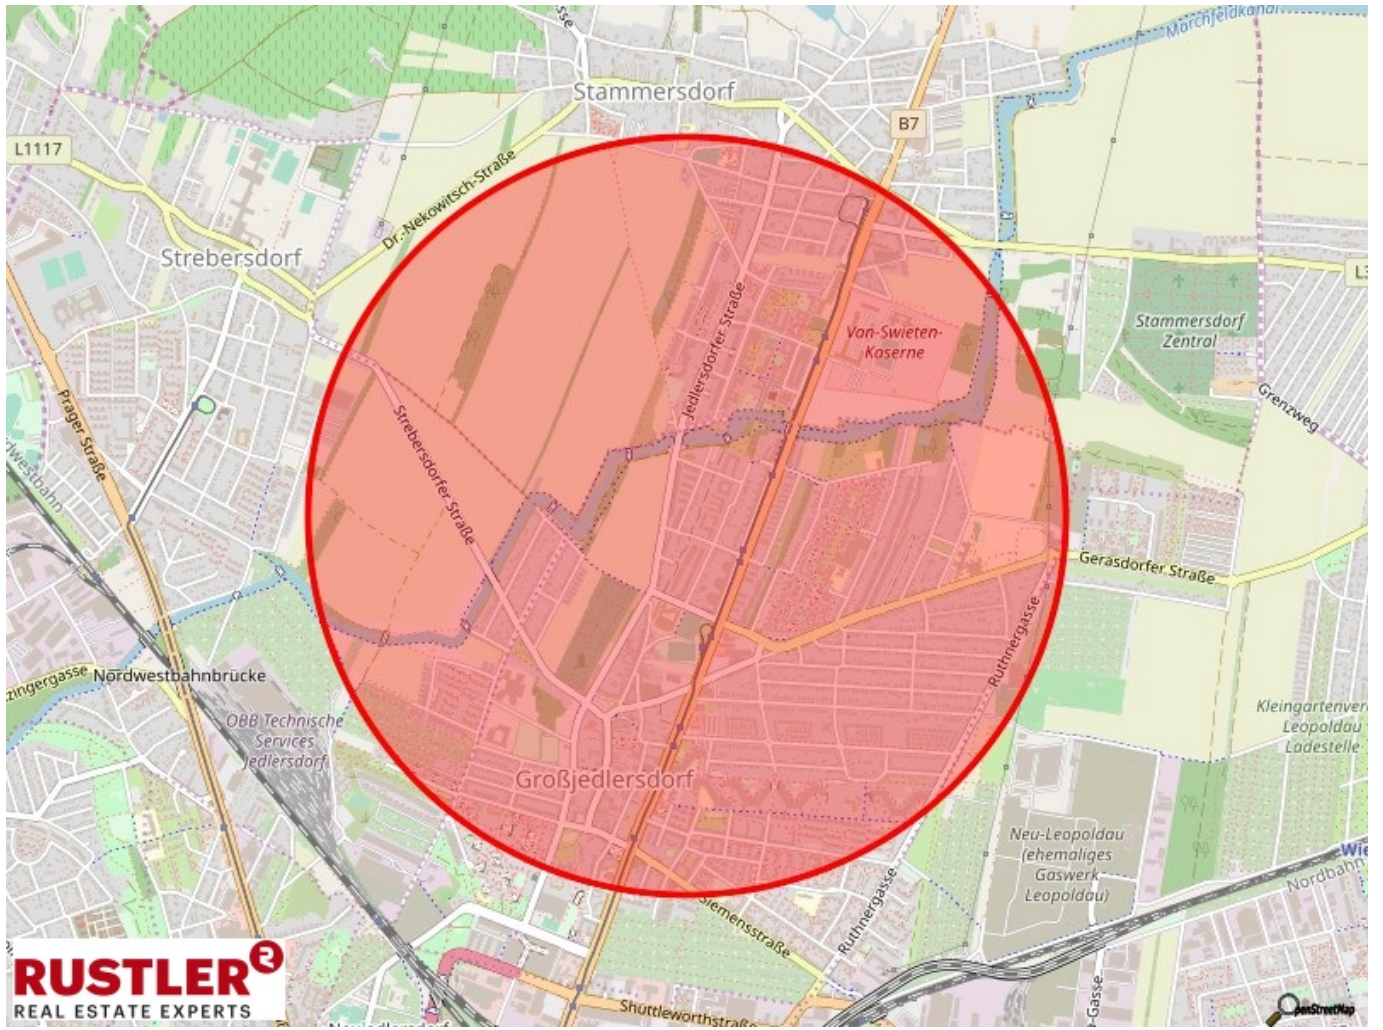 Marchfeldkanal
Stammersdorf
B7
L1117
Dr.-Nekowitsch-Straße
Strebersdorf
Jedlersdorfer Straße
Van-Swieten-
Kaserne
Stammersdorf
Zentral
Grenzweg
Prager Straße
Strebersdorfer Straße
Gerasdorfer Straße
Ruthnergasse
Nordwestbahnbrücke
ÖBB Technische
Services
Jedlersdorf
Großjedlersdorf
Leopoldau
Ladestelle
Neu-Leopoldau
(ehemaliges
Gaswerk
Leopoldau)
Nordbahn
Siemensstraße
Ruthnergasse
RUSTLER
REAL ESTATE EXPERTS
Shuttleworthstraße
OpenStreetMap